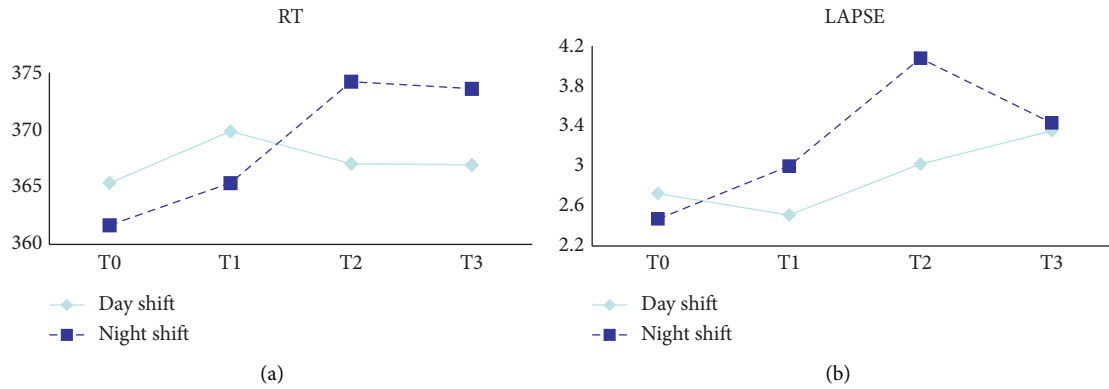 RT
375
370
365
360
T0 T1 T2 T3
Day shift
Night shift
(a)
LAPSE
4.2
3.8
3.4
3
2.6
2.2
T0 T1 T2 T3
Day shift
Night shift
(b)